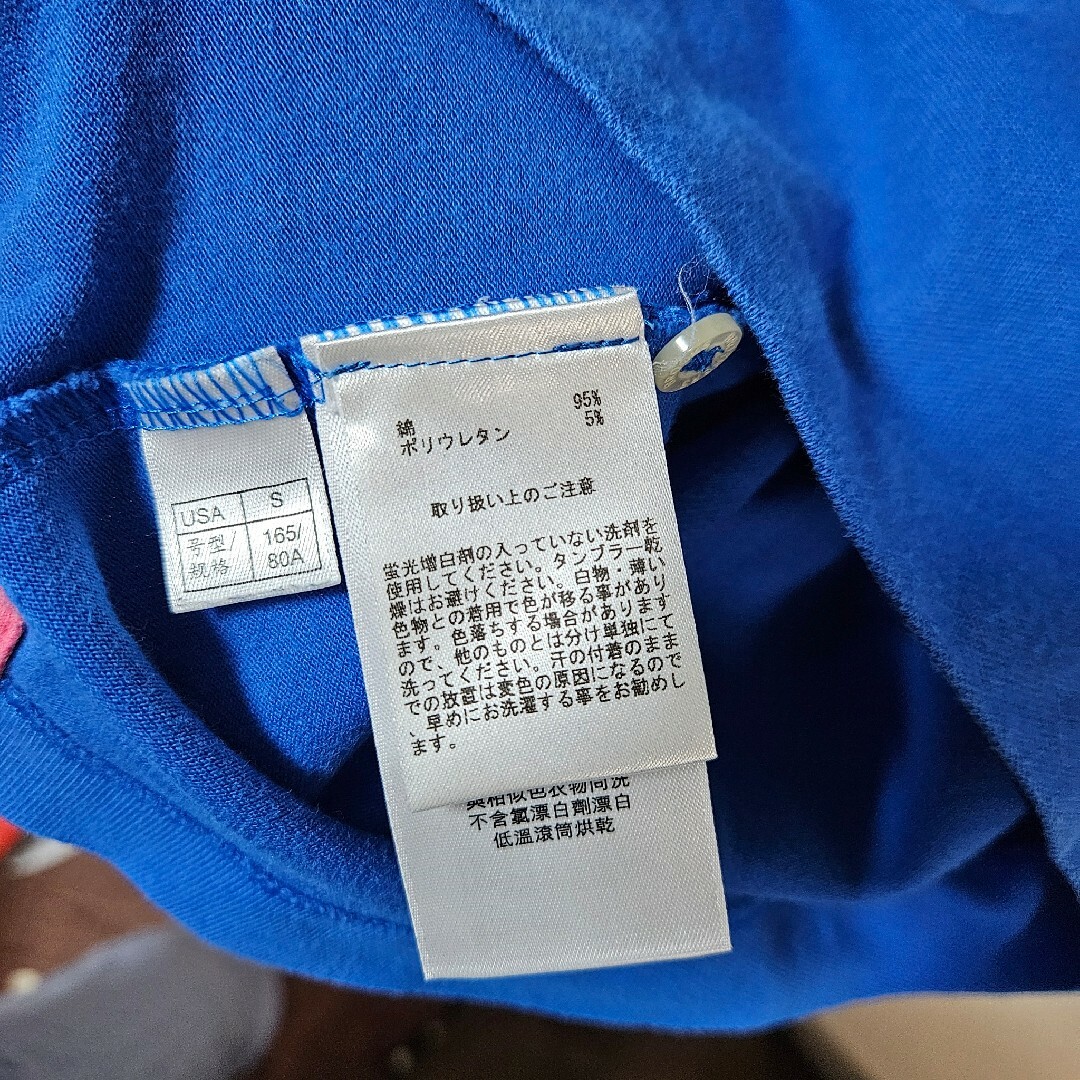 USA S
号型/ 165/
规格 80A
綿 95%
ポリウレタン 5%
取り扱い上のご注意
蛍光増白剤の入っていない洗剤を
使用してください。タンブラー乾
燥はお避けください。白物・薄い
色物との着用で色が移る事があり
ます。色落ちする場合があります
ので、他のものとは分け単独にて
洗ってください。汗の付着のまま
での放置は変色の原因になるので
、早めにお洗濯する事をお勧めし
ます。
與相似色衣物同洗
不含氯漂白劑漂白
低溫滾筒烘乾